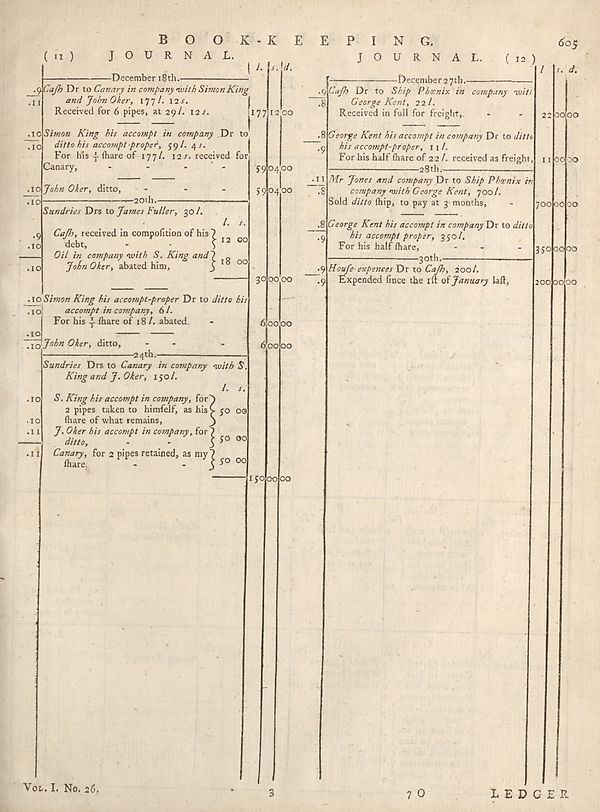 BOOK-KEEPING. 605
( 11 ) JOURNAL.
l. s. d.
December 18th.
.9 Caſh Dr to Canary in company with Simon King
.11 and John Oker, 177 l. 12 s.
Received for 6 pipes, at 29 l. 12 s. 177 12 00
.10 Simon King his accompt in company Dr to
.10 ditto his accompt-proper, 59 l. 4 s.
For his ⅓ ſhare of 177 l. 12 s. received for
Canary, - - - - 59 04 00
.10 John Oker, ditto, - - - 59 04 00
.10
20th.
Sundries Drs to James Fuller, 30 l.
l. s.
.9 Caſh, received in compoſition of his
.10 debt, - - 12 00
Oil in company with S. King and
.10 John Oker, abated him, 18 00
30 00 00
.10 Simon King his accompt-proper Dr to ditto his
.10 accompt in company, 6 l.
For his ⅓ ſhare of 18 l. abated. - 6 00 00
.10
.10 John Oker, ditto, - - - 6 00 00
24th.
Sundries Drs to Canary in company with S.
King and J. Oker, 150 l.
l. s.
.10 S. King his accompt in company, for
2 pipes taken to himſelf, as his 50 00
.10 ſhare of what remains,
.11 J. Oker his accompt in company, for
ditto, - - 50 00
.11 Canary, for 2 pipes retained, as my
ſhare. - - 50 00
150 00 00
JOURNAL. ( 12 )
l s. d.
December 27th.
.9 Caſh Dr to Ship Phœnix in company with
.8 George Kent, 22 l.
Received in full for freight, - - 22 00 00
.8 George Kent his accompt in company Dr to ditto
.9 his accompt-proper, 11 l.
For his half ſhare of 22 l. received as freight, 11 00 00
28th.
.11 Mr Jones and company Dr to Ship Phœnix in
.8 company with George Kent, 700 l.
Sold ditto ſhip, to pay at 3 months, - 700 00 00
.8 George Kent his accompt in company Dr to ditto
.9 his accompt proper, 350 l.
For his half ſhare, - - - 350 00 00
30th.
.9 Houſe-expences Dr to Caſh, 200 l.
.9 Expended ſince the 1ſt of January laſt, 200 00 00
VOL. I. No. 26. 3 7 O LEDGER